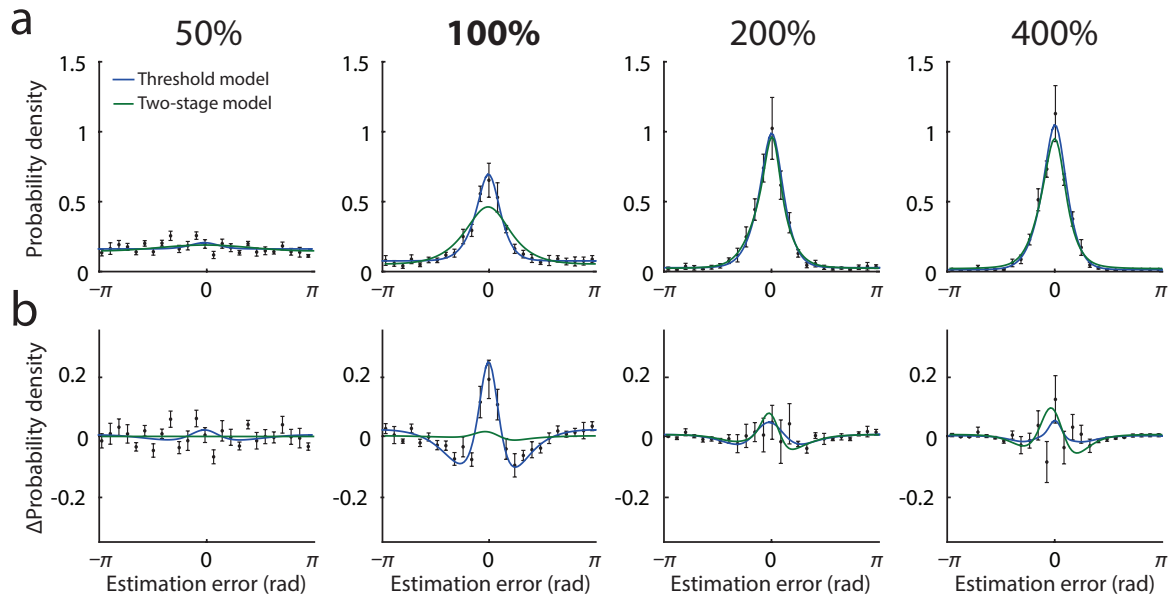 a
50% 100% 200% 400%
Probability density
1.5 1.5 1.5 1.5
Threshold model
Two-stage model
1 1 1 1
0.5 0.5 0.5 0.5
0 0 0 0
−π 0 π −π 0 π −π 0 π −π 0 π
b
ΔProbability density
0.2 0.2 0.2 0.2
0 0 0 0
-0.2 -0.2 -0.2 -0.2
−π 0 π −π 0 π −π 0 π −π 0 π
Estimation error (rad) Estimation error (rad) Estimation error (rad) Estimation error (rad)